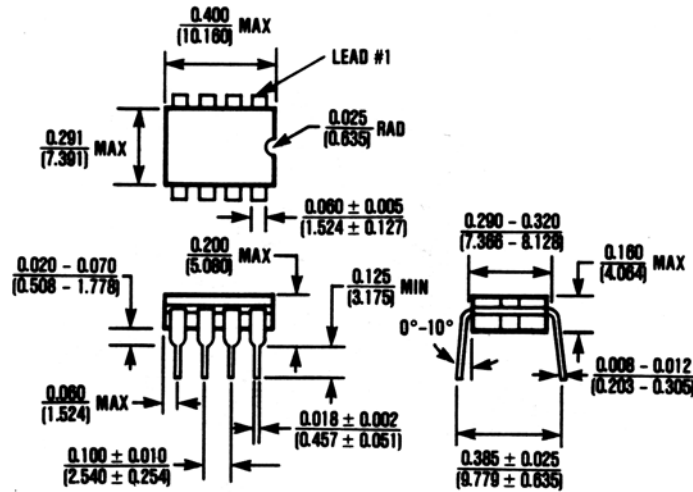 0.400
(10.160) MAX
LEAD #1
0.025
(0.635) RAD
0.291
(7.391) MAX
0.060 ± 0.005
(1.524 ± 0.127)
0.290 - 0.320
(7.366 - 8.128)
0.200
(5.080) MAX
0.160
(4.064) MAX
0.020 - 0.070
(0.508 - 1.778)
0.125
(3.175) MIN
0°-10°
0.008 - 0.012
(0.203 - 0.305)
0.060
(1.524) MAX
0.018 ± 0.002
(0.457 ± 0.051)
0.100 ± 0.010
(2.540 ± 0.254)
0.385 ± 0.025
(9.779 ± 0.635)